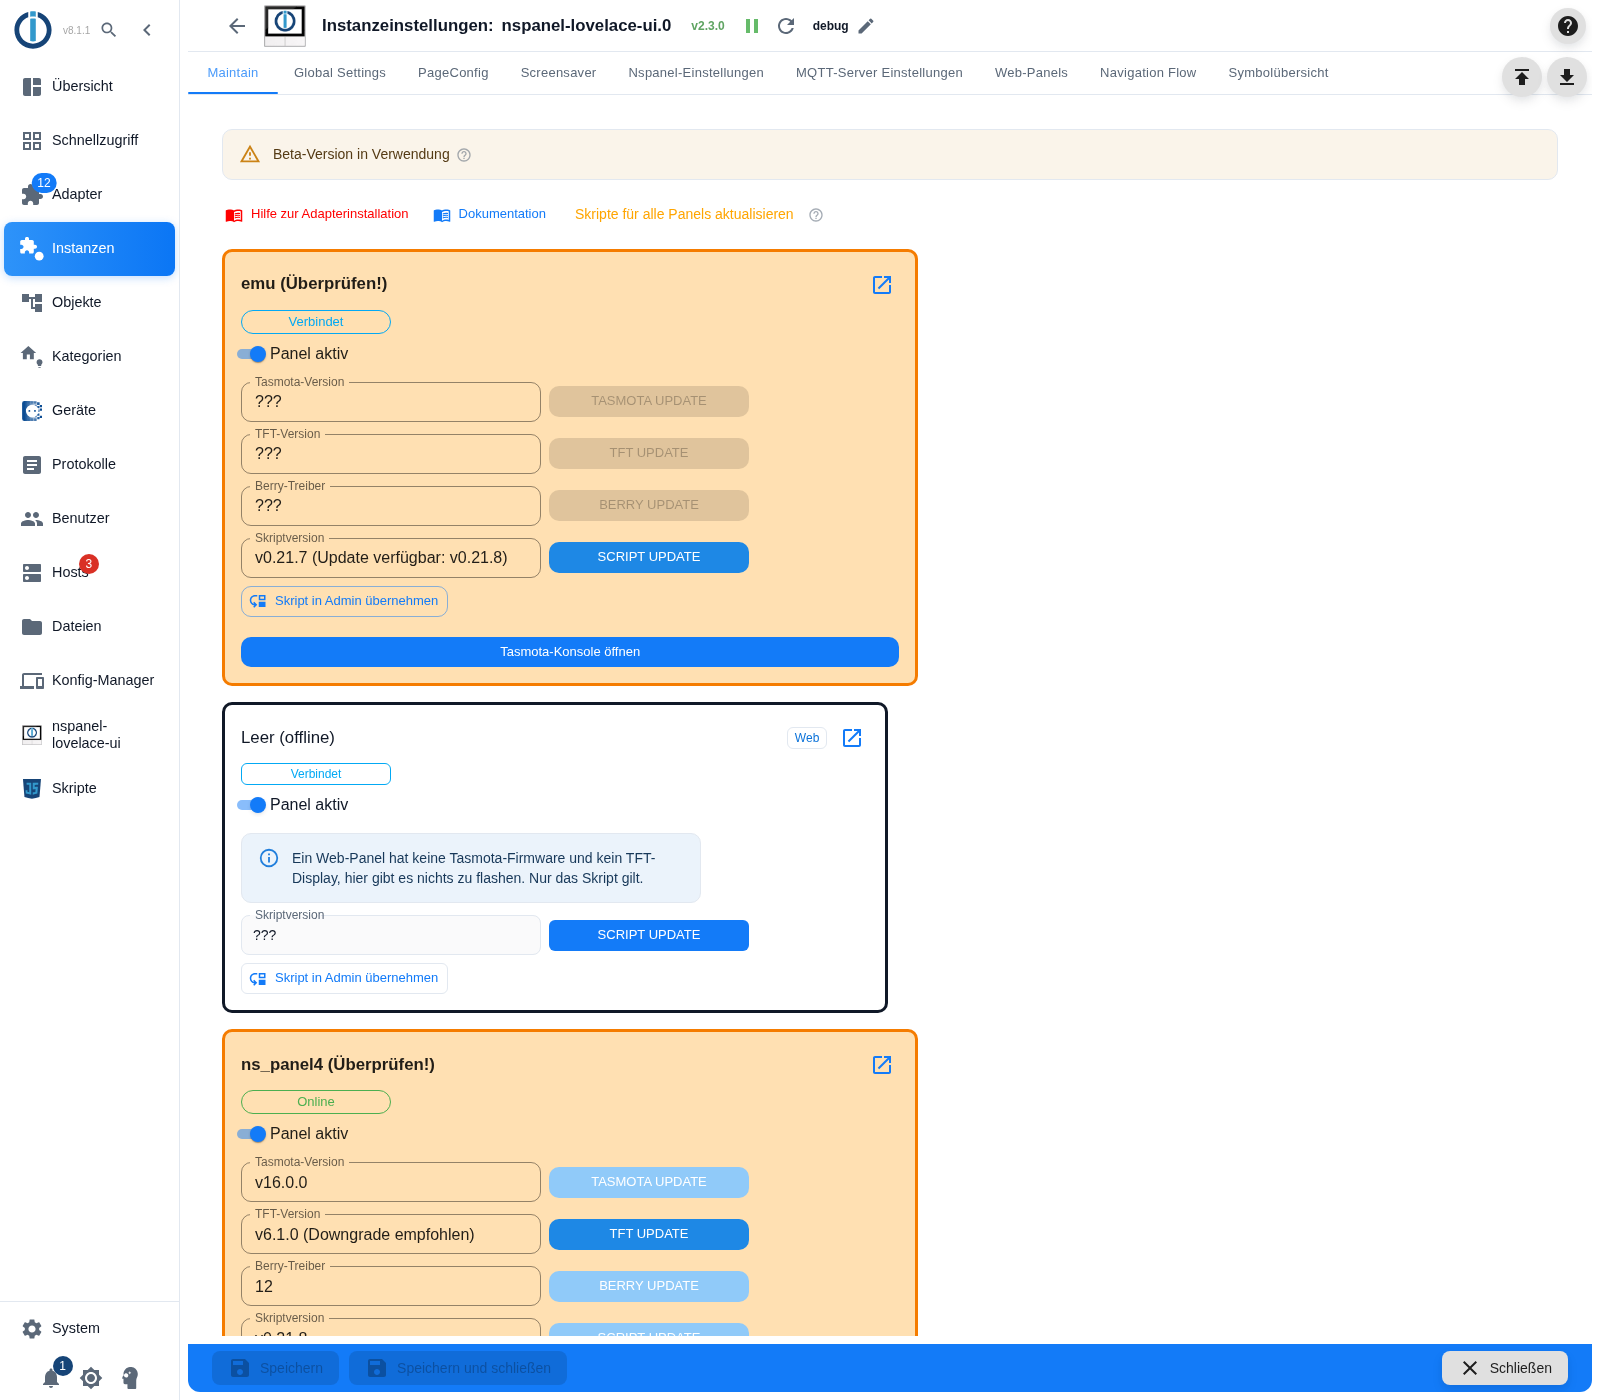 v8.1.1
Übersicht
Schnellzugriff
12
Adapter
Instanzen
Objekte
Kategorien
Geräte
Protokolle
Benutzer
Hosts
3
Dateien
Konfig-Manager
nspanel-
lovelace-ui
Skripte
System
1
Instanzeinstellungen: nspanel-lovelace-ui.0
v2.3.0
debug
Maintain
Global Settings
PageConfig
Screensaver
Nspanel-Einstellungen
MQTT-Server Einstellungen
Web-Panels
Navigation Flow
Symbolübersicht
Beta-Version in Verwendung
Hilfe zur Adapterinstallation
Dokumentation
Skripte für alle Panels aktualisieren
emu (Überprüfen!)
Verbindet
Panel aktiv
Tasmota-Version
???
TASMOTA UPDATE
TFT-Version
???
TFT UPDATE
Berry-Treiber
???
BERRY UPDATE
Skriptversion
v0.21.7 (Update verfügbar: v0.21.8)
SCRIPT UPDATE
Skript in Admin übernehmen
Tasmota-Konsole öffnen
Leer (offline)
Web
Verbindet
Panel aktiv
Ein Web-Panel hat keine Tasmota-Firmware und kein TFT-
Display, hier gibt es nichts zu flashen. Nur das Skript gilt.
Skriptversion
???
SCRIPT UPDATE
Skript in Admin übernehmen
ns_panel4 (Überprüfen!)
Online
Panel aktiv
Tasmota-Version
v16.0.0
TASMOTA UPDATE
TFT-Version
v6.1.0 (Downgrade empfohlen)
TFT UPDATE
Berry-Treiber
12
BERRY UPDATE
Skriptversion
v0.21.8
SCRIPT UPDATE
Speichern
Speichern und schließen
Schließen